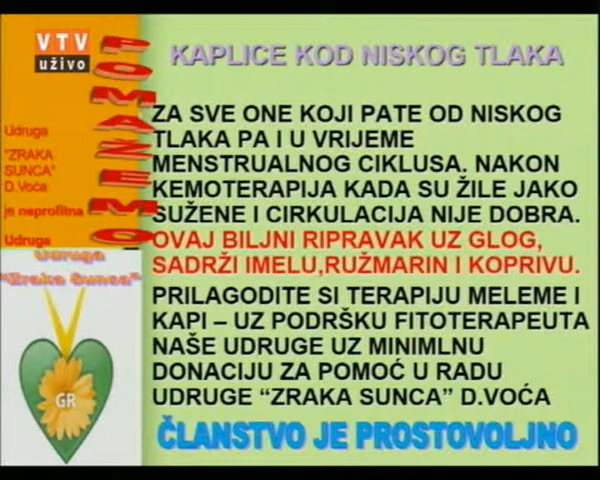 VTV
uživo
POMAŽEMO
Udruga
"ZRAKA
SUNCA"
D.Voća
je neprofitna
Udruga
Udruga
"Zraka Sunca"
GR
KAPLICE KOD NISKOG TLAKA
ZA SVE ONE KOJI PATE OD NISKOG
TLAKA PA I U VRIJEME
MENSTRUALNOG CIKLUSA. NAKON
KEMOTERAPIJA KADA SU ŽILE JAKO
SUŽENE I CIRKULACIJA NIJE DOBRA.
OVAJ BILJNI RIPRAVAK UZ GLOG,
SADRŽI IMELU,RUŽMARIN I KOPRIVU.
PRILAGODITE SI TERAPIJU MELEME I
KAPI – UZ PODRŠKU FITOTERAPEUTA
NAŠE UDRUGE UZ MINIMLNU
DONACIJU ZA POMOĆ U RADU
UDRUGE “ZRAKA SUNCA” D.VOĆA
ČLANSTVO JE PROSTOVOLJNO